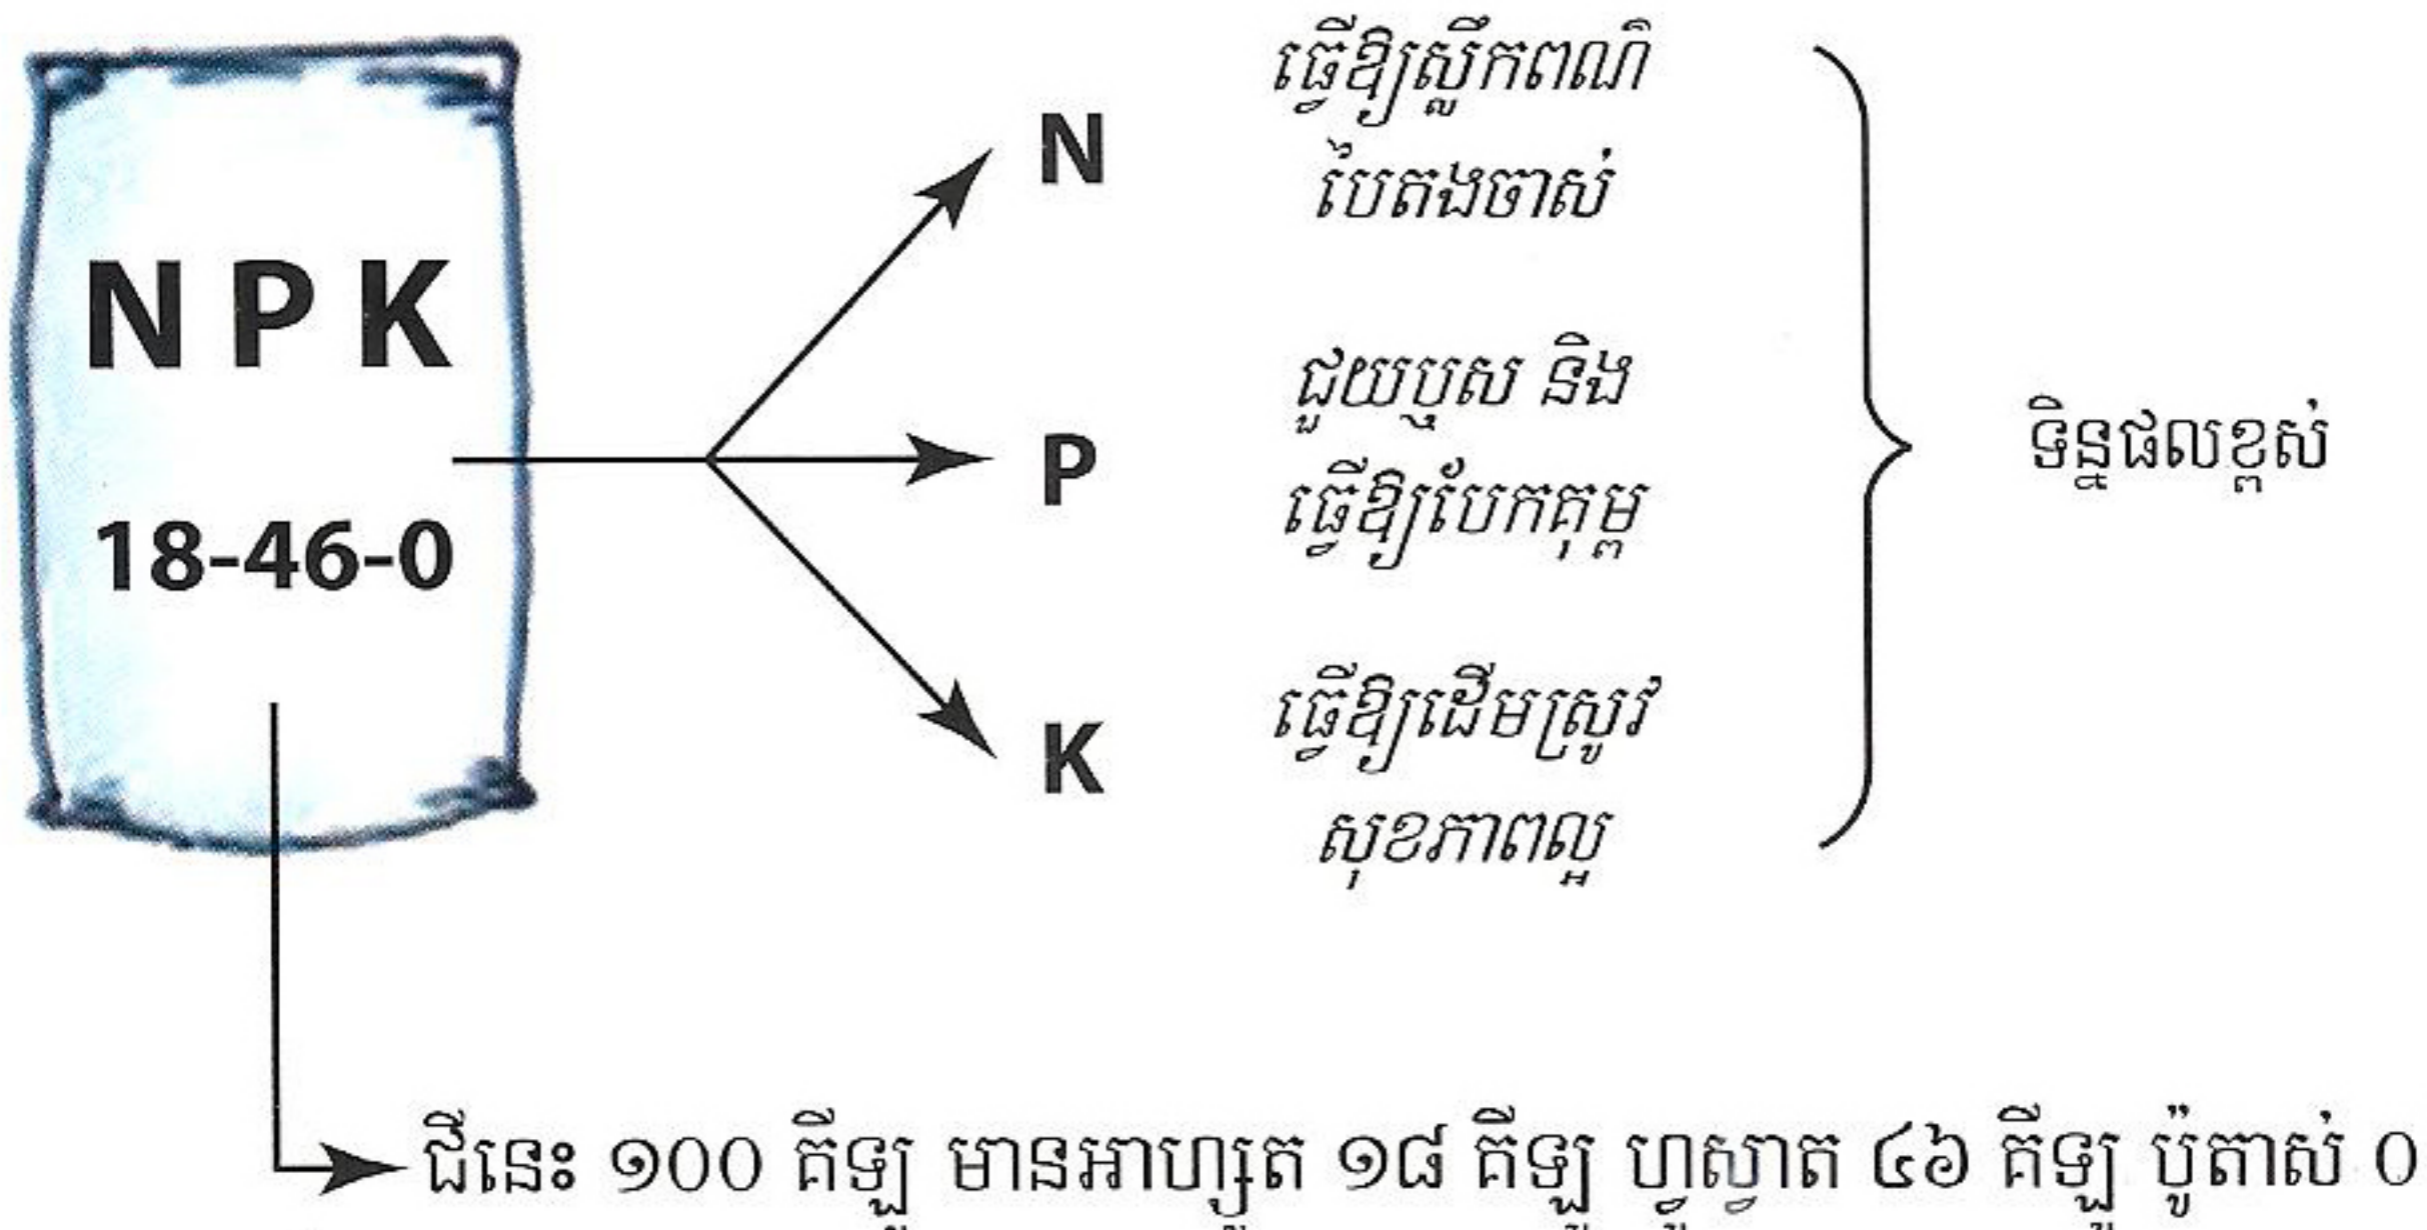 N P K
18-46-0
N
ធ្វើឱ្យស្លឹកពណ៌
បៃតងចាស់
P
ជួយឫស និង
ធ្វើឱ្យបែកគុម្ព
K
ធ្វើឱ្យដើមស្រូវ
សុខភាពល្អ
ទិន្នផលខ្ពស់
ជីនេះ ១០០ គីឡូ មានអាហ្សូត ១៨ គីឡូ ហ្វូស្វាត ៤៦ គីឡូ ប៉ូតាស់ ០